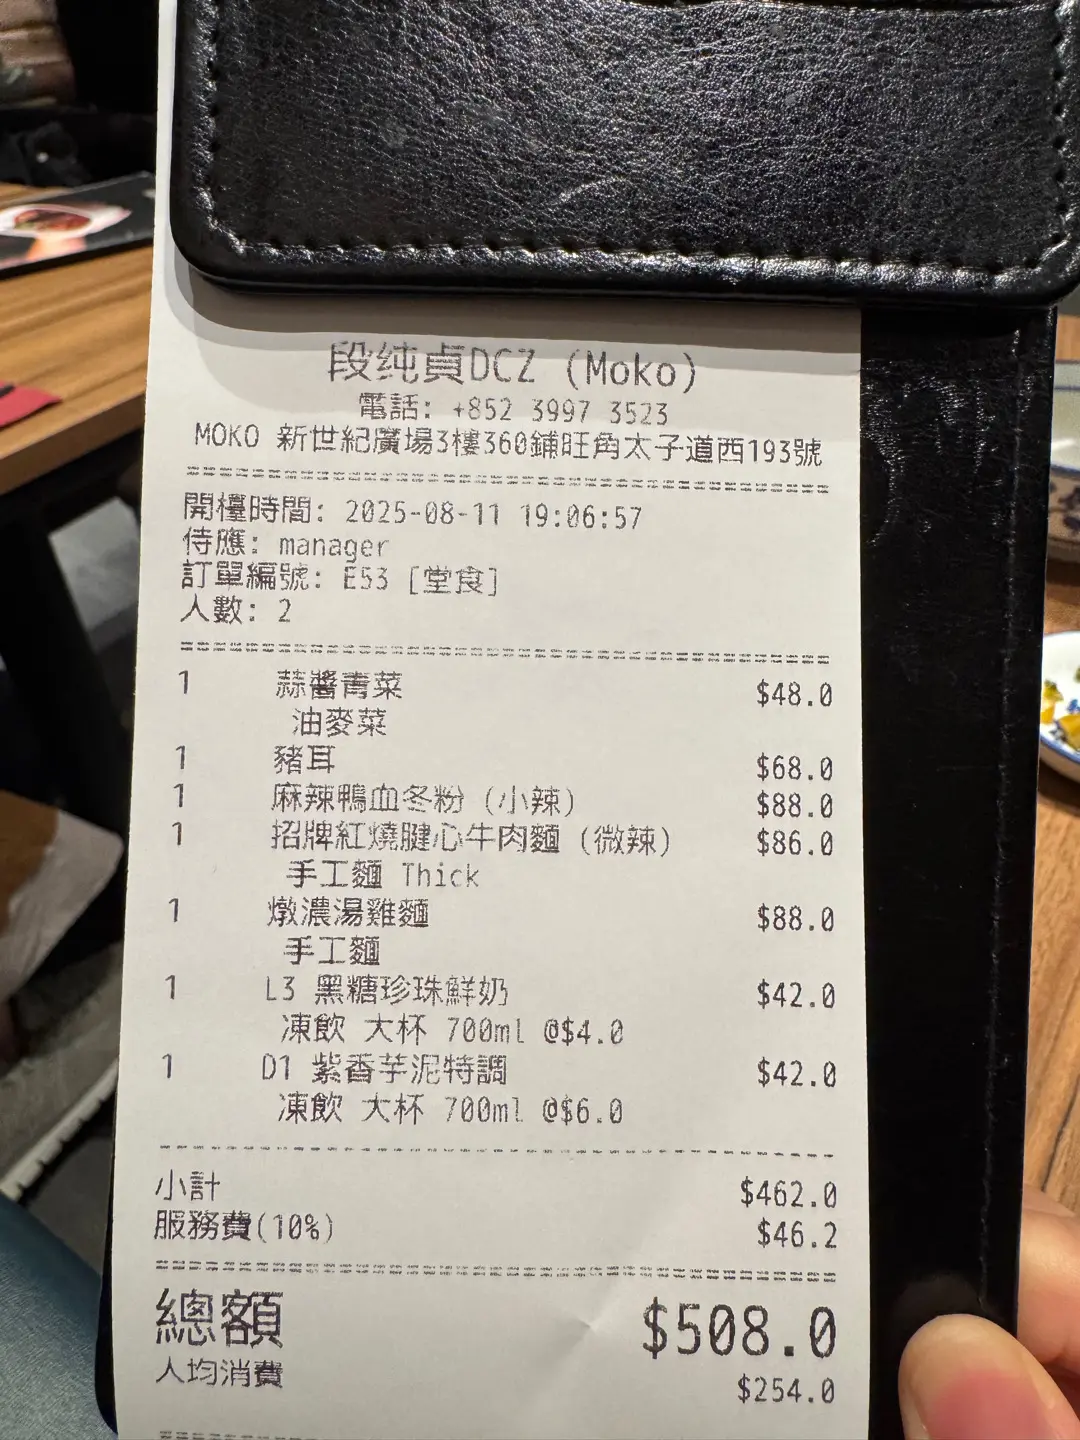 段纯貞DCZ (Moko)
電話: +852 3997 3523
MOKO 新世紀廣場3樓360鋪旺角太子道西193號
開檯時間: 2025-08-11 19:06:57
侍應: manager
訂單編號: E53 [堂食]
人數: 2
1 蒜醬青菜 $48.0
油麥菜
1 豬耳 $68.0
1 麻辣鴨血冬粉 (小辣) $88.0
1 招牌紅燒腱心牛肉麵 (微辣) $86.0
手工麵 Thick
1 燉濃湯雞麵 $88.0
手工麵
1 L3 黑糖珍珠鮮奶 $42.0
凍飲 大杯 700ml @$4.0
1 D1 紫香芋泥特調 $42.0
凍飲 大杯 700ml @$6.0
小計 $462.0
服務費(10%) $46.2
總額 $508.0
人均消費 $254.0